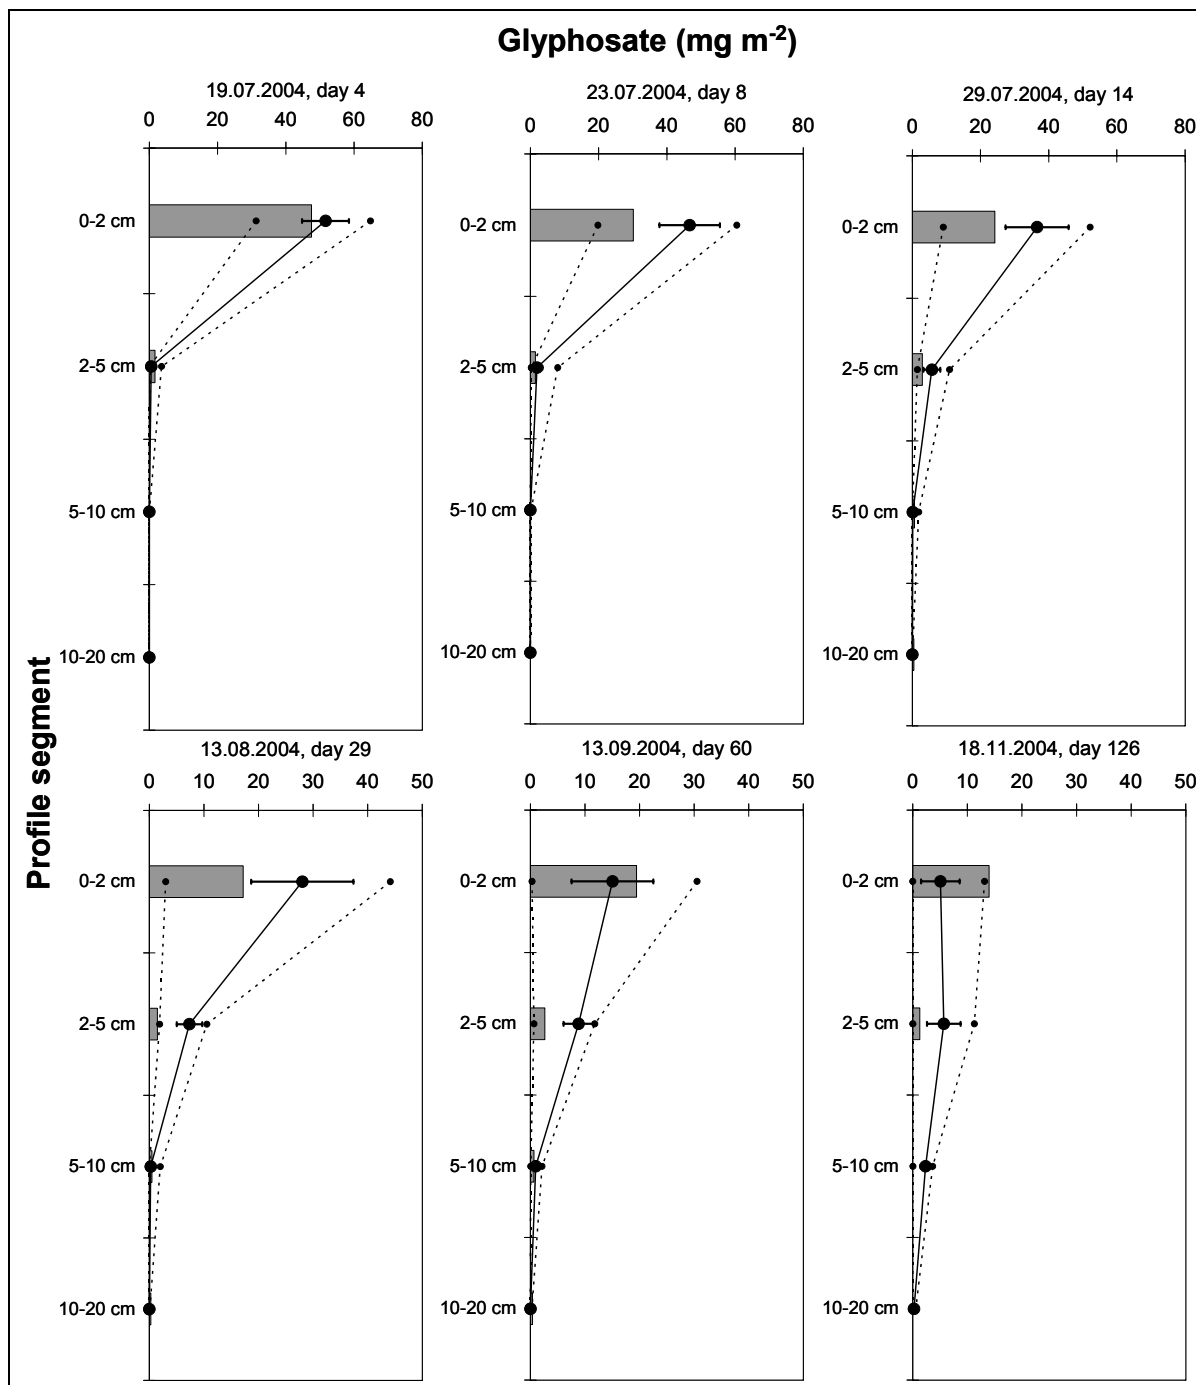 Glyphosate (mg m-2)
19.07.2004, day 4
23.07.2004, day 8
29.07.2004, day 14
0 20 40 60 80
0 20 40 60 80
0 20 40 60 80
0-2 cm
0-2 cm
0-2 cm
2-5 cm
2-5 cm
2-5 cm
5-10 cm
5-10 cm
5-10 cm
10-20 cm
10-20 cm
10-20 cm
Profile segment
13.08.2004, day 29
13.09.2004, day 60
18.11.2004, day 126
0 10 20 30 40 50
0 10 20 30 40 50
0 10 20 30 40 50
0-2 cm
0-2 cm
0-2 cm
2-5 cm
2-5 cm
2-5 cm
5-10 cm
5-10 cm
5-10 cm
10-20 cm
10-20 cm
10-20 cm